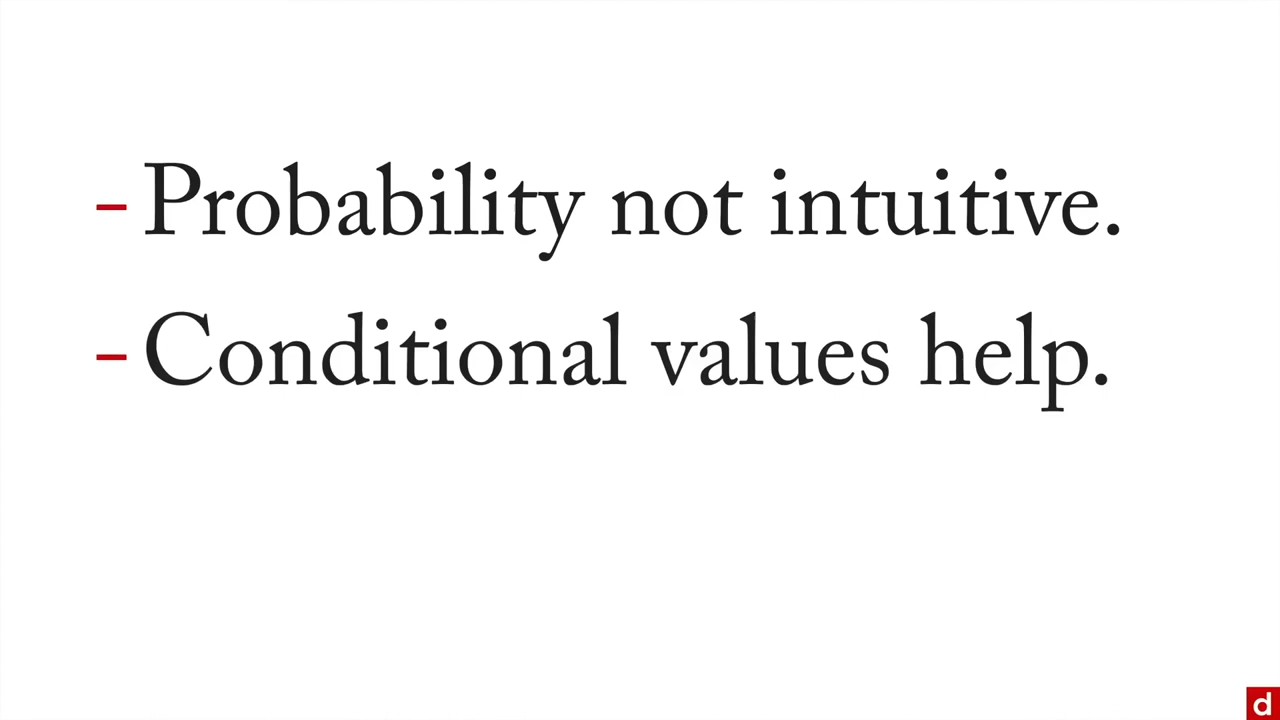 - Probability not intuitive.
- Conditional values help.
d